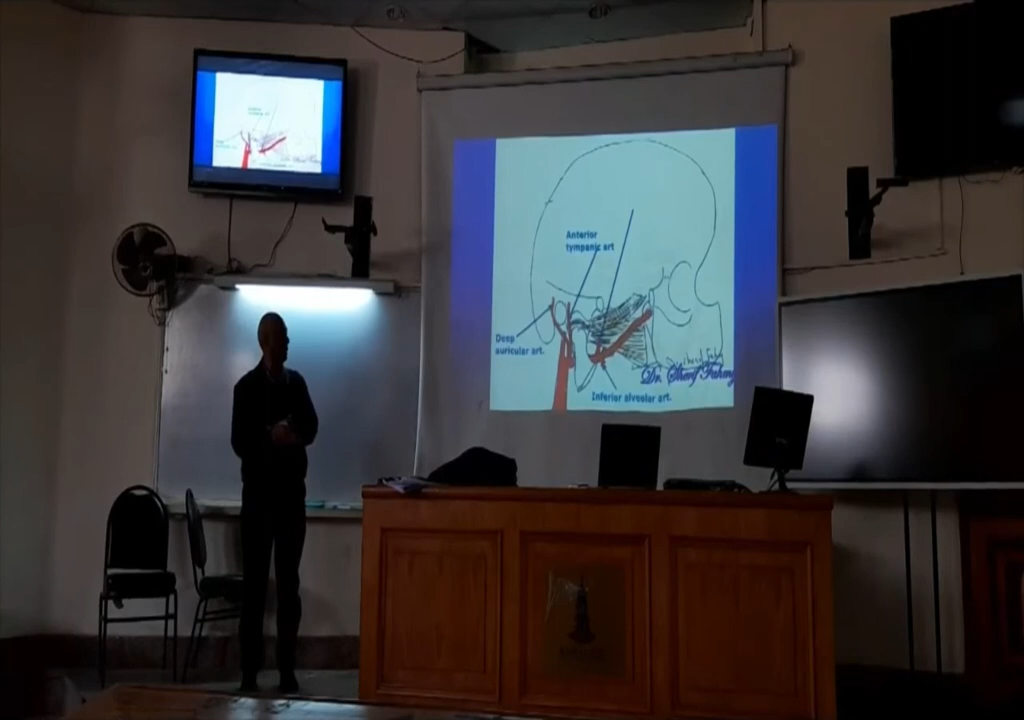 Anterior
tympanic art
Deep
auricular art.
Dr. Sherif Fahmy
Inferior alveolar art.